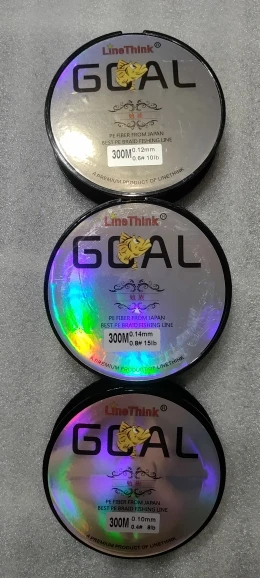 LineThink®
GOAL
PE FIBER FROM JAPAN
BEST PE BRAID FISHING LINE
300M 0.12mm
0.6# 10lb
A PREMIUM PRODUCT OF LINETHINK
LineThink®
GOAL
PE FIBER FROM JAPAN
BEST PE BRAID FISHING LINE
300M 0.14mm
0.8# 15lb
A PREMIUM PRODUCT OF LINETHINK
LineThink®
GOAL
PE FIBER FROM JAPAN
BEST PE BRAID FISHING LINE
300M 0.10mm
0.4# 8lb
A PREMIUM PRODUCT OF LINETHINK